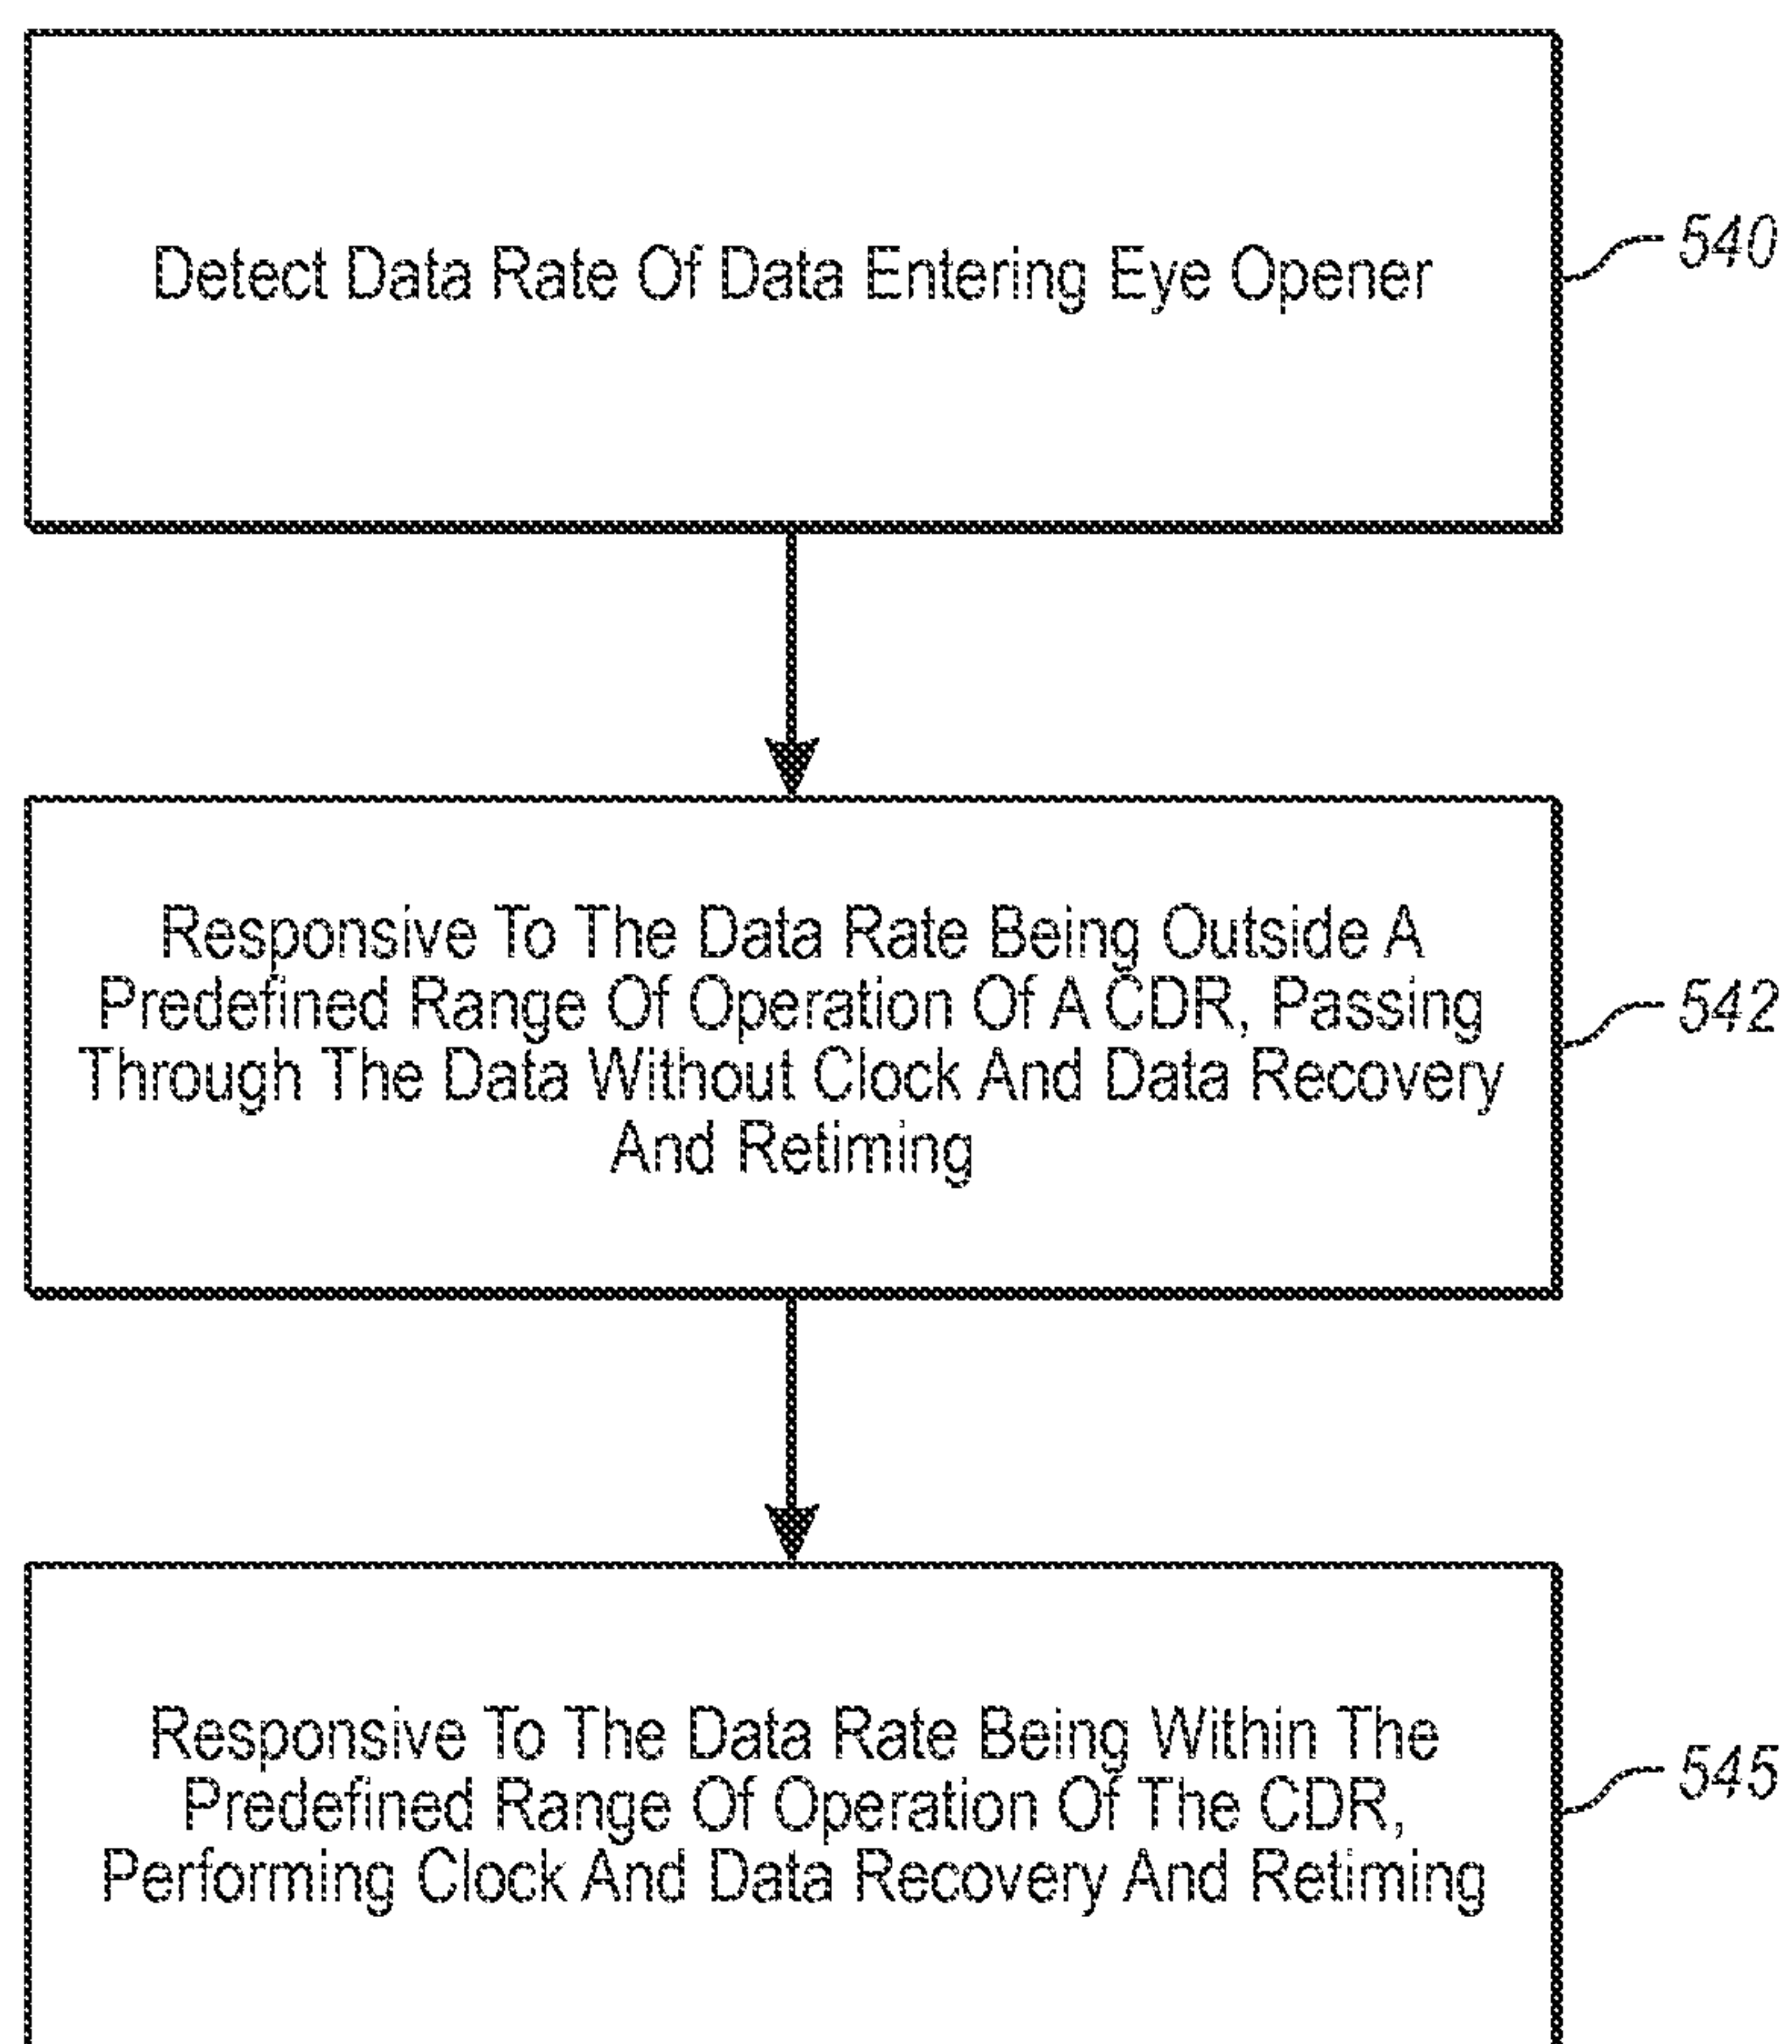 Detect Data Rate Of Data Entering Eye Opener
540
Responsive To The Data Rate Being Outside A
Predefined Range Of Operation Of A CDR, Passing
Through The Data Without Clock And Data Recovery
And Retiming
542
Responsive To The Data Rate Being Within The
Predefined Range Of Operation Of The CDR,
Performing Clock And Data Recovery And Retiming
545